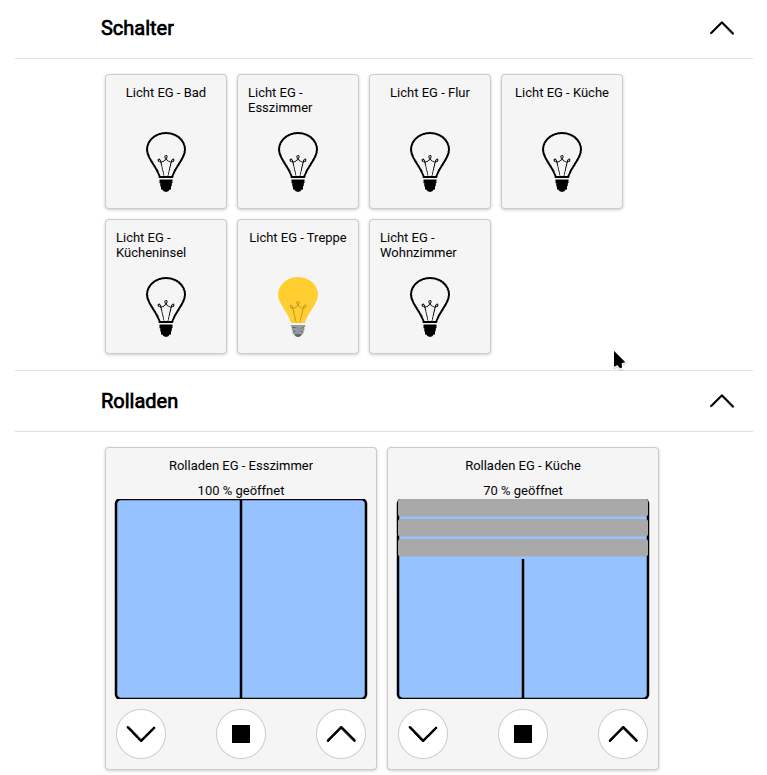 Schalter
Licht EG - Bad
Licht EG -
Esszimmer
Licht EG - Flur
Licht EG - Küche
Licht EG -
Kücheninsel
Licht EG - Treppe
Licht EG -
Wohnzimmer
Rolladen
Rolladen EG - Esszimmer
100 % geöffnet
Rolladen EG - Küche
70 % geöffnet